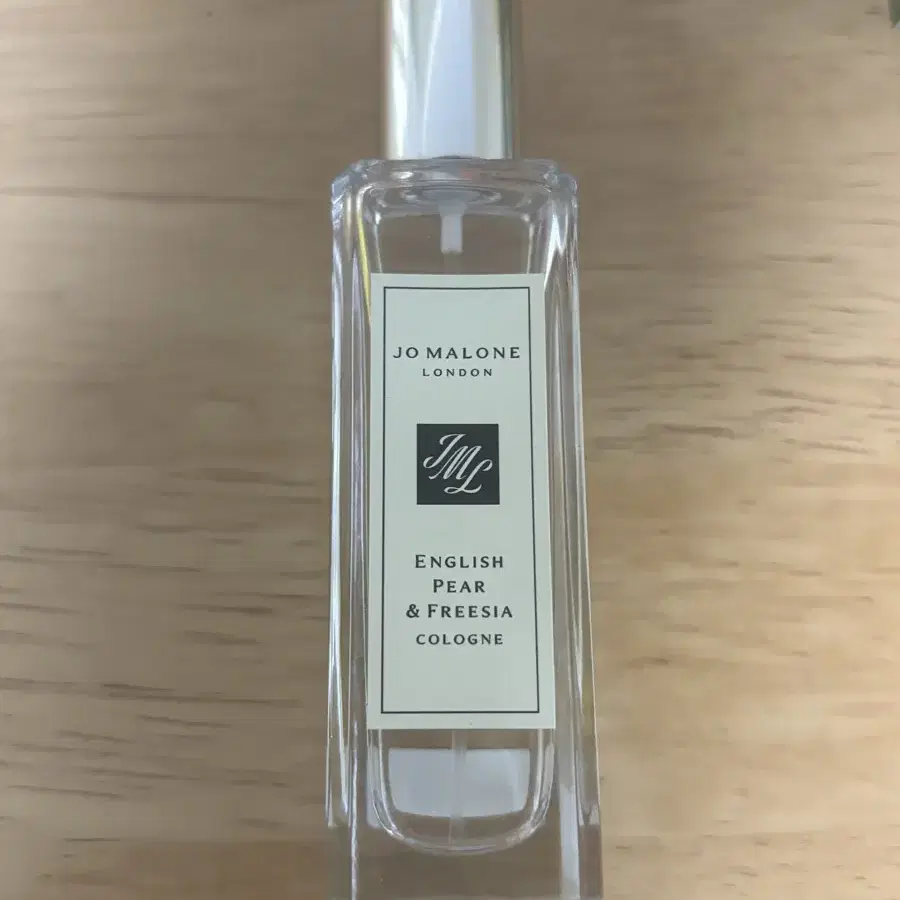 JO MALONE
LONDON
JML
ENGLISH
PEAR
& FREESIA
COLOGNE